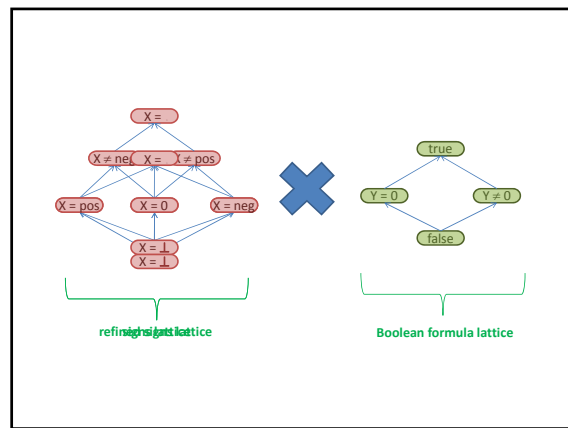 X =
X ≠ neg X = X ≠ pos
X = pos X = 0 X = neg
X = ⊥
X = ⊥
true
Y = 0 Y ≠ 0
false
Boolean formula lattice